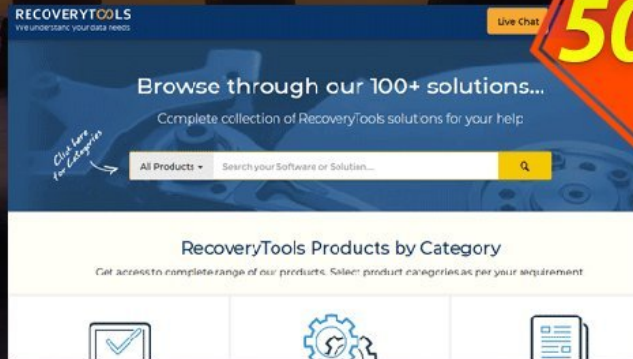 RECOVERYTOOLS
We understand your data needs
Live Chat
50
Browse through our 100+ solutions...
Complete collection of RecoveryTools solutions for your help
Click here
for Categories
All Products
Search your Software or Solution...
RecoveryTools Products by Category
Get access to complete range of our products. Select product categories as per your requirement